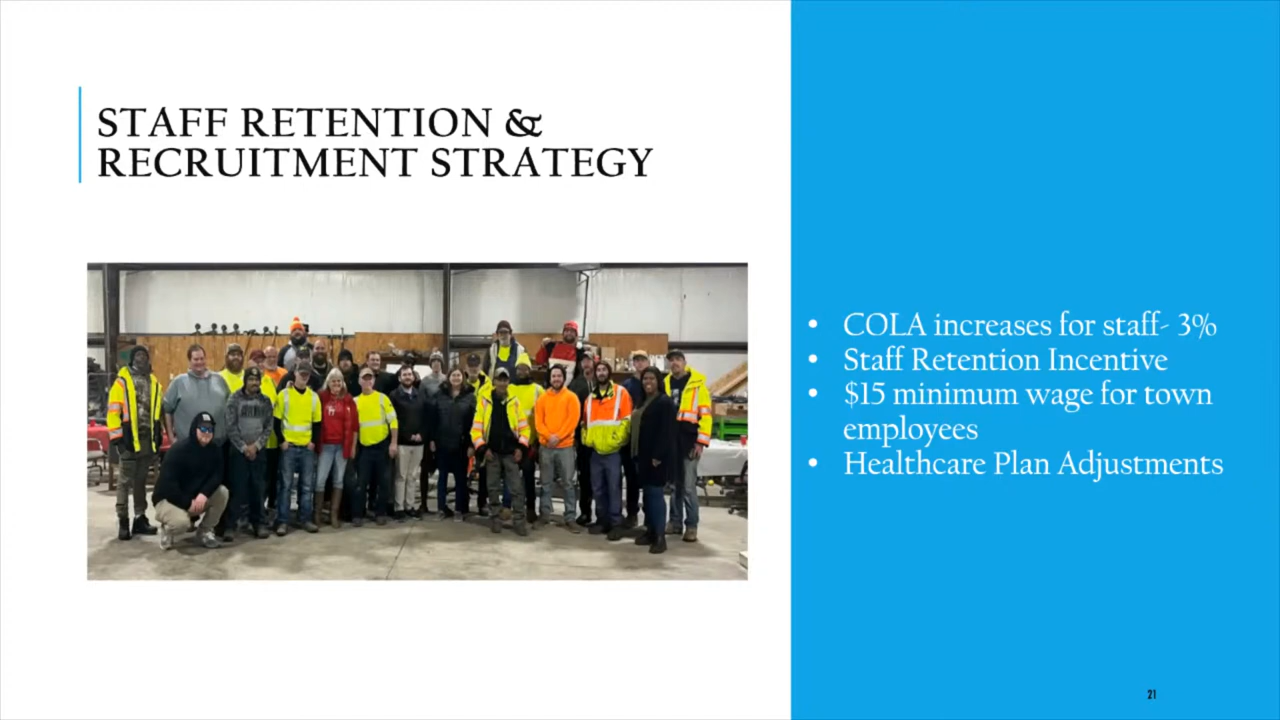 STAFF RETENTION &
RECRUITMENT STRATEGY
• COLA increases for staff- 3%
• Staff Retention Incentive
• $15 minimum wage for town
employees
• Healthcare Plan Adjustments
21